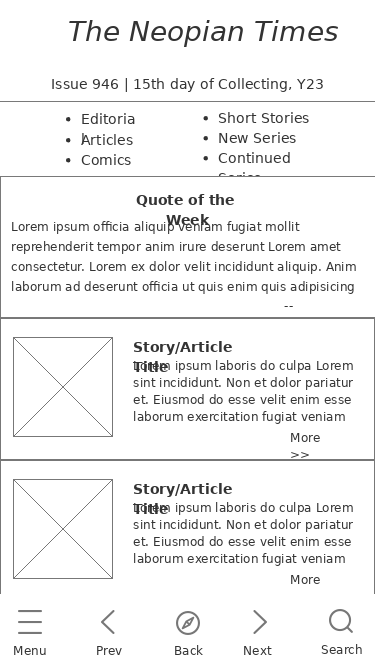 The Neopian Times
Issue 946 | 15th day of Collecting, Y23
• Editoria
l
• Articles
• Comics
• Short Stories
• New Series
• Continued
Series
Quote of the
Week
Lorem ipsum officia aliquip veniam fugiat mollit
reprehenderit tempor anim irure deserunt Lorem amet
consectetur. Lorem ex dolor velit incididunt aliquip. Anim
laborum ad deserunt officia ut quis enim quis adipisicing
--
Story/Article
Title
Lorem ipsum laboris do culpa Lorem
sint incididunt. Non et dolor pariatur
et. Eiusmod do esse velit enim esse
laborum exercitation fugiat veniam
More
>>
Story/Article
Title
Lorem ipsum laboris do culpa Lorem
sint incididunt. Non et dolor pariatur
et. Eiusmod do esse velit enim esse
laborum exercitation fugiat veniam
More
Menu Prev Back Next Search